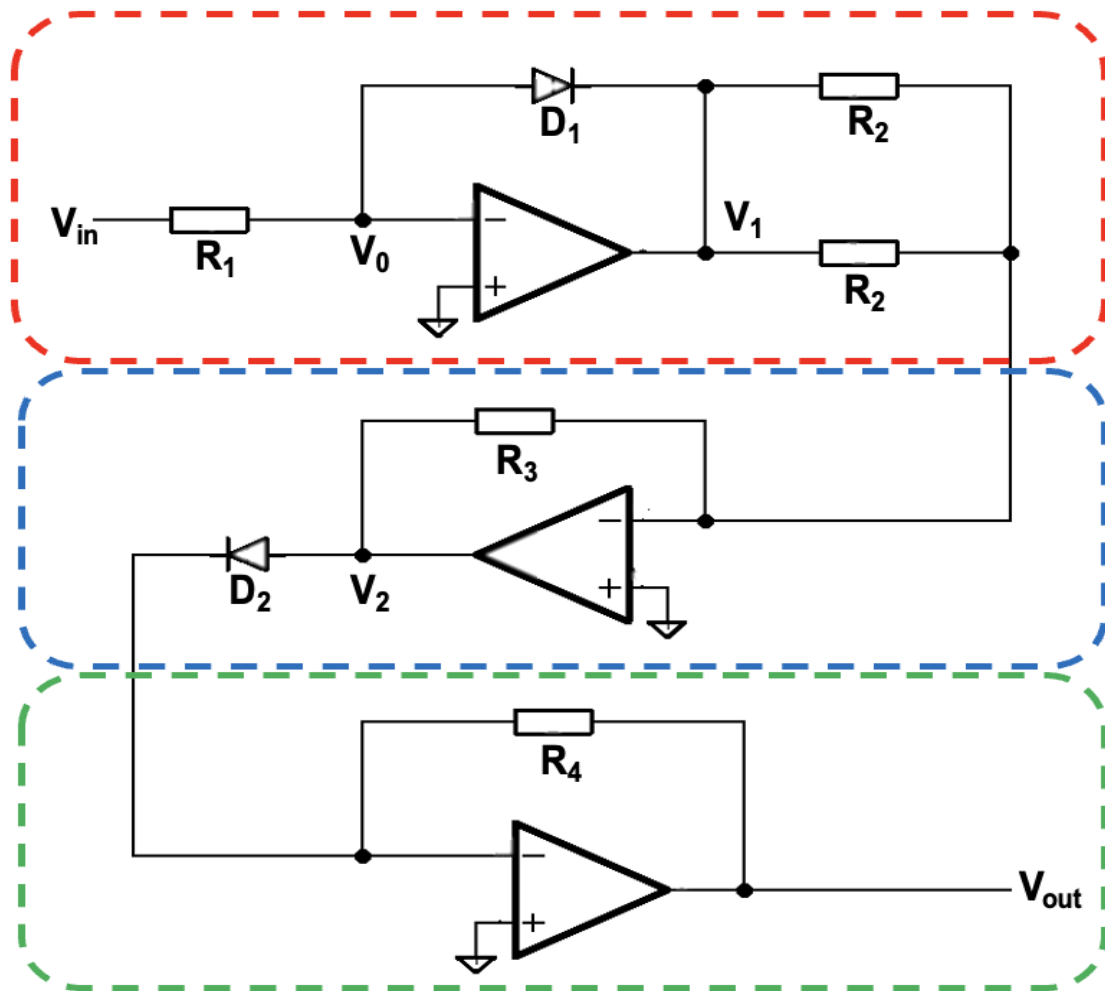 D₁
R₂
Vᵢₙ
R₁
V₀
−
+
V₁
R₂
R₃
−
+
D₂
V₂
R₄
−
+
Vₒᵤₜ